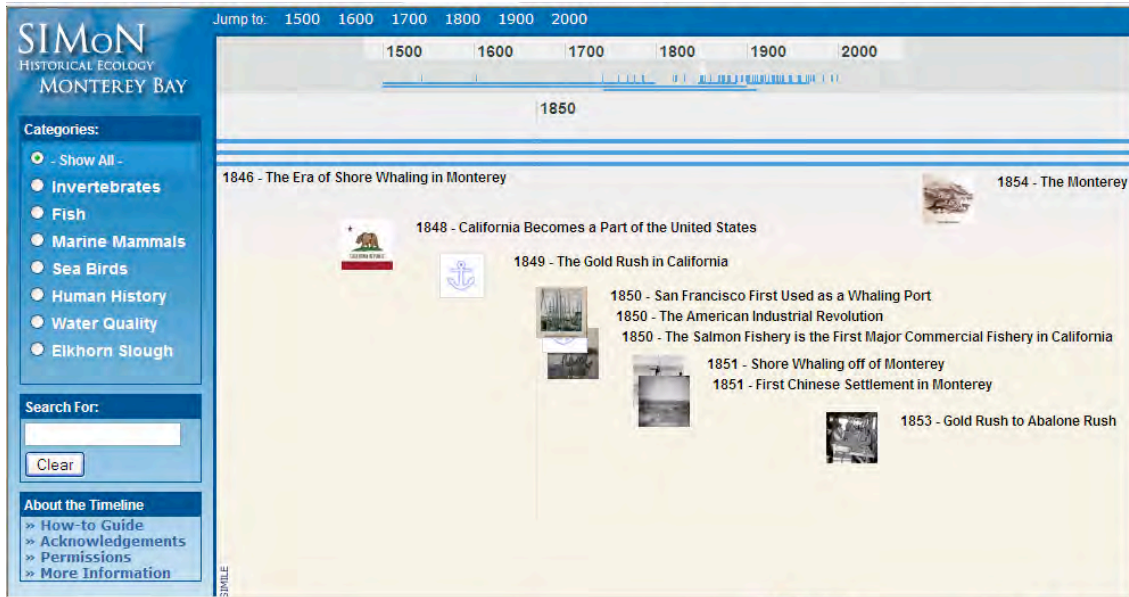 SIMoN
HISTORICAL ECOLOGY
MONTEREY BAY
Jump to: 1500 1600 1700 1800 1900 2000
1500 1600 1700 1800 1900 2000
1850
Categories:
- Show All -
Invertebrates
Fish
Marine Mammals
Sea Birds
Human History
Water Quality
Elkhorn Slough
Search For:
Clear
About the Timeline
» How-to Guide
» Acknowledgements
» Permissions
» More Information
1846 - The Era of Shore Whaling in Monterey
1854 - The Monterey
1848 - California Becomes a Part of the United States
CALIFORNIA REPUBLIC
1849 - The Gold Rush in California
1850 - San Francisco First Used as a Whaling Port
1850 - The American Industrial Revolution
1850 - The Salmon Fishery is the First Major Commercial Fishery in California
1851 - Shore Whaling off of Monterey
1851 - First Chinese Settlement in Monterey
1853 - Gold Rush to Abalone Rush
SIMILE